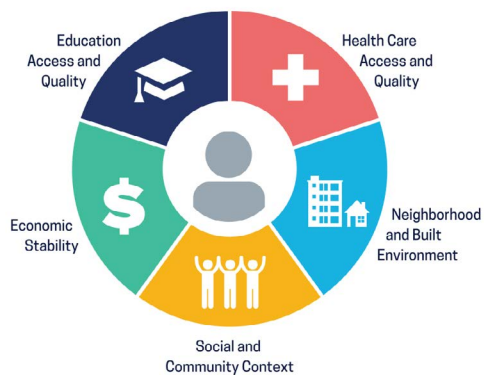 Education
Access and
Quality
Health Care
Access and
Quality
Economic
Stability
Neighborhood
and Built
Environment
Social and
Community Context